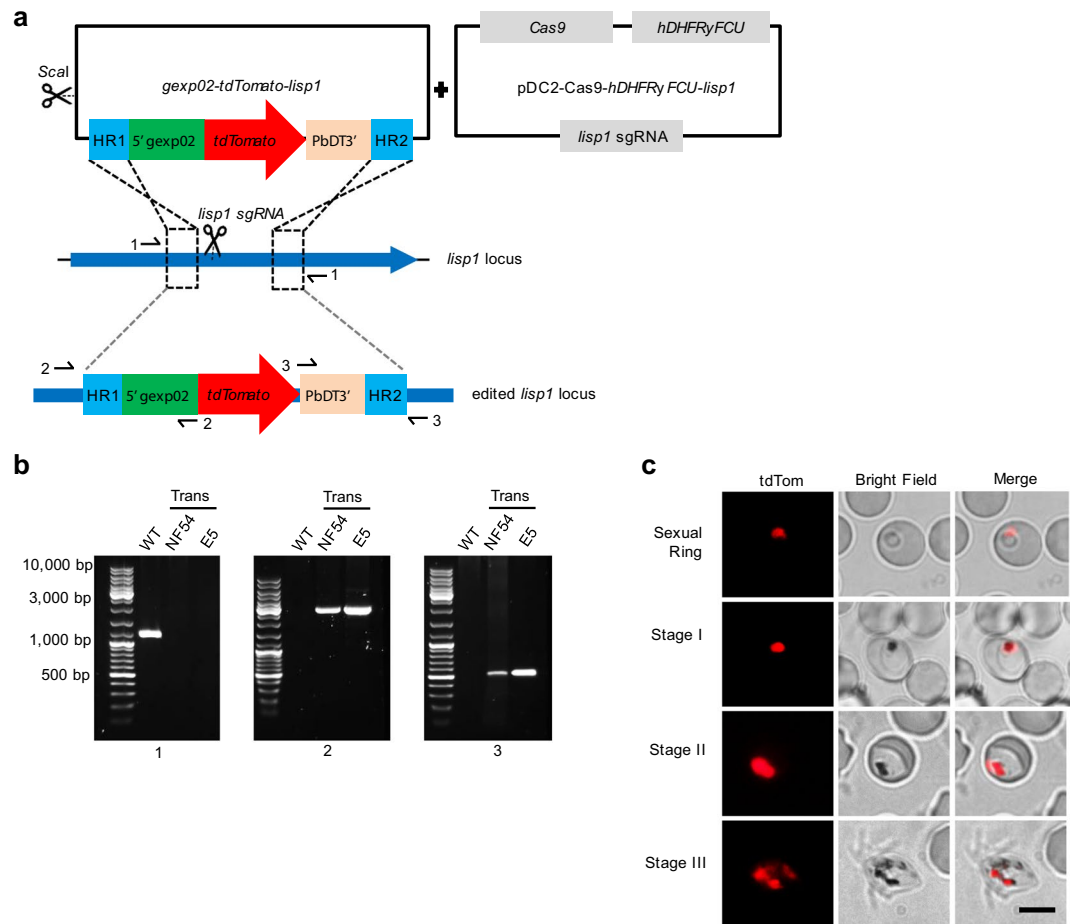 a
Cas9
hDHFRyFCU
ScaI
gexp02-tdTomato-lisp1
pDC2-Cas9-hDHFRy FCU-lisp1
HR1
5' gexp02
tdTomato
PbDT3'
HR2
lisp1 sgRNA
lisp1 sgRNA
1
lisp1 locus
1
2
3
HR1
5' gexp02
tdTomato
PbDT3'
HR2
edited lisp1 locus
2
3
b
Trans
Trans
Trans
WT
NF54
E5
WT
NF54
E5
WT
NF54
E5
10,000 bp
3,000 bp
1,000 bp
500 bp
1
2
3
c
tdTom
Bright Field
Merge
Sexual
Ring
Stage I
Stage II
Stage III